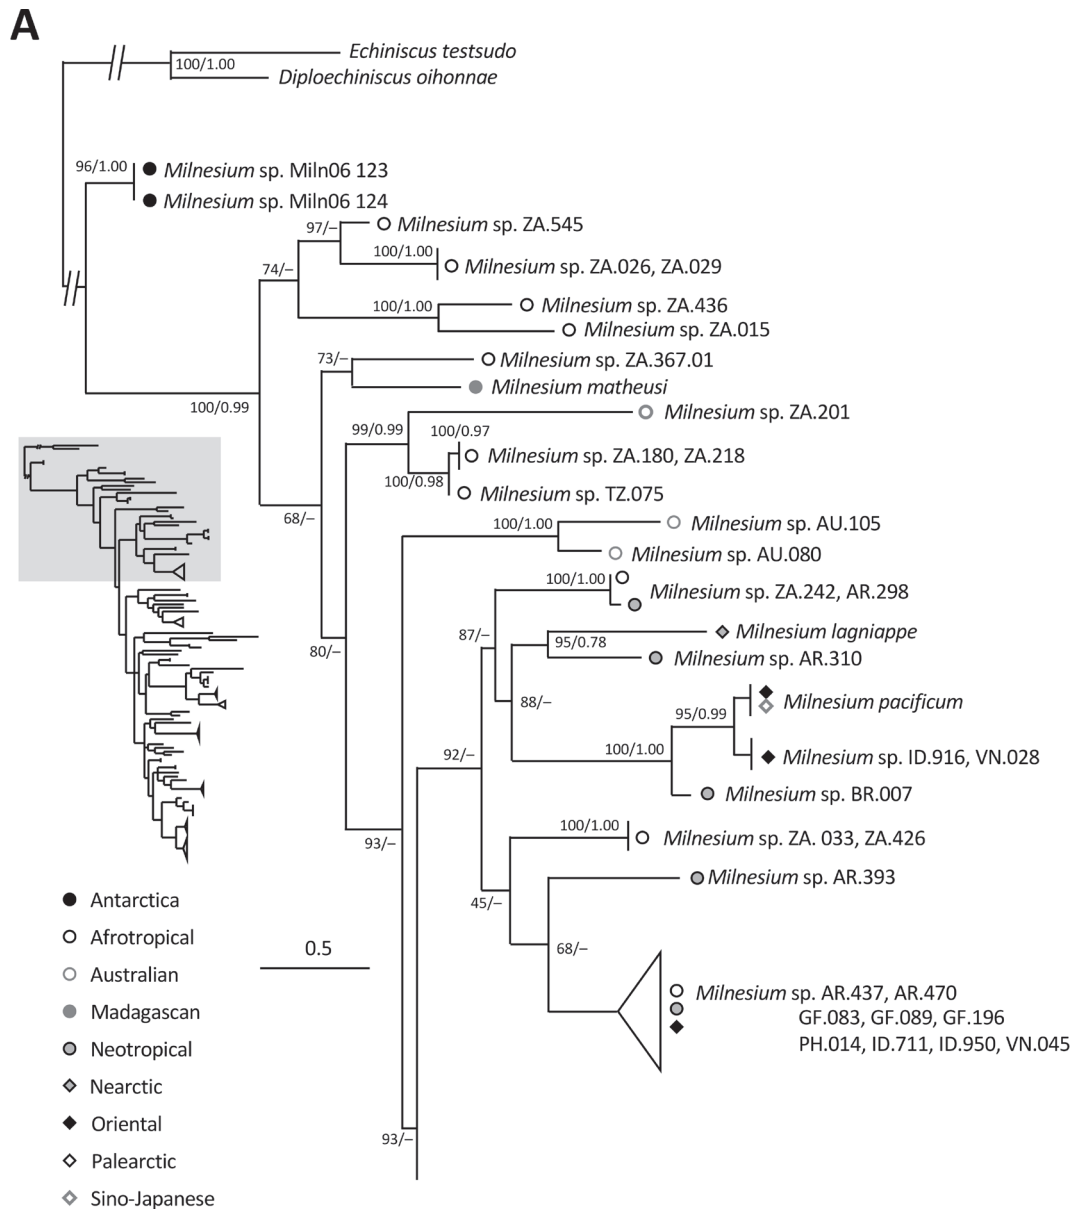 A
Echiniscus testsudo
100/1.00
Diploechiniscus oihonnae
96/1.00
Milnesium sp. Miln06 123
Milnesium sp. Miln06 124
97/–
Milnesium sp. ZA.545
100/1.00
Milnesium sp. ZA.026, ZA.029
74/–
100/1.00
Milnesium sp. ZA.436
Milnesium sp. ZA.015
73/–
Milnesium sp. ZA.367.01
Milnesium matheusi
100/0.99
Milnesium sp. ZA.201
99/0.99
100/0.97
Milnesium sp. ZA.180, ZA.218
100/0.98
Milnesium sp. TZ.075
68/–
100/1.00
Milnesium sp. AU.105
Milnesium sp. AU.080
100/1.00
Milnesium sp. ZA.242, AR.298
87/–
Milnesium lagniappe
95/0.78
80/–
Milnesium sp. AR.310
88/–
Milnesium pacificum
95/0.99
92/–
100/1.00
Milnesium sp. ID.916, VN.028
Milnesium sp. BR.007
100/1.00
93/–
Milnesium sp. ZA. 033, ZA.426
Milnesium sp. AR.393
45/–
68/–
Milnesium sp. AR.437, AR.470
GF.083, GF.089, GF.196
PH.014, ID.711, ID.950, VN.045
93/–
0.5
Antarctica
Afrotropical
Australian
Madagascan
Neotropical
Nearctic
Oriental
Palearctic
Sino-Japanese